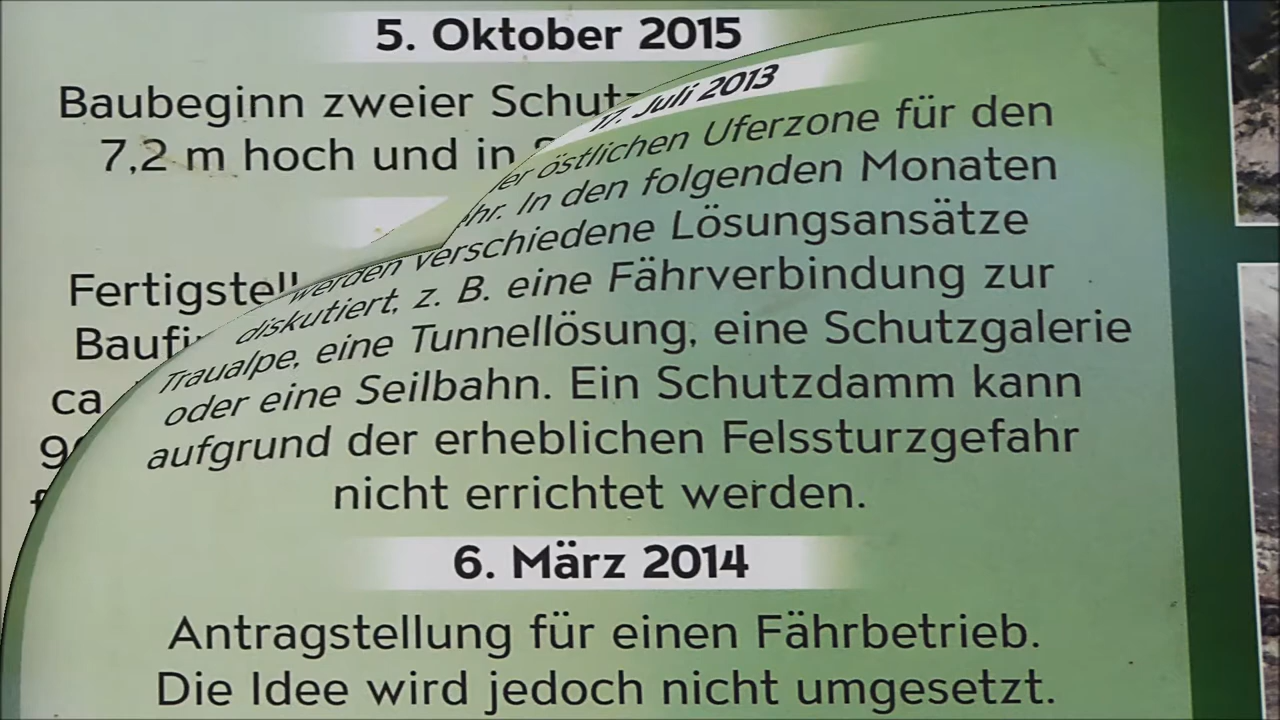 5. Oktober 2015
Baubeginn zweier
7,2 m hoch und in
Baufi
ca
17. Juli 2013
östlichen Uferzone für den
In den folgenden Monaten
werden verschiedene Lösungsansätze
diskutiert, z. B. eine Fährverbindung zur
Traualpe, eine Tunnellösung, eine Schutzgalerie
oder eine Seilbahn. Ein Schutzdamm kann
aufgrund der erheblichen Felssturzgefahr
nicht errichtet werden.
6. März 2014
Antragstellung für einen Fährbetrieb.
Die Idee wird jedoch nicht umgesetzt.